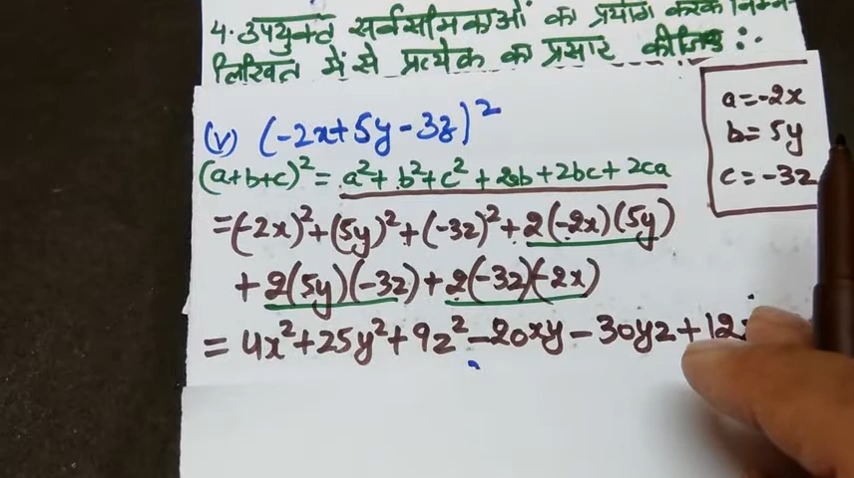 4. उपयुक्त सर्वसमिकाओं का प्रयोग करके निम्न-
लिखित में से प्रत्येक का प्रसार कीजिए :-
(v) (-2x+5y-3z)²
(a+b+c)² = a²+b²+c²+2ab+2bc+2ca
=(-2x)²+(5y)²+(-3z)²+2(-2x)(5y)
+2(5y)(-3z)+2(-3z)(-2x)
= 4x²+25y²+9z²-20xy-30yz+12
a=-2x
b=5y
c=-3z